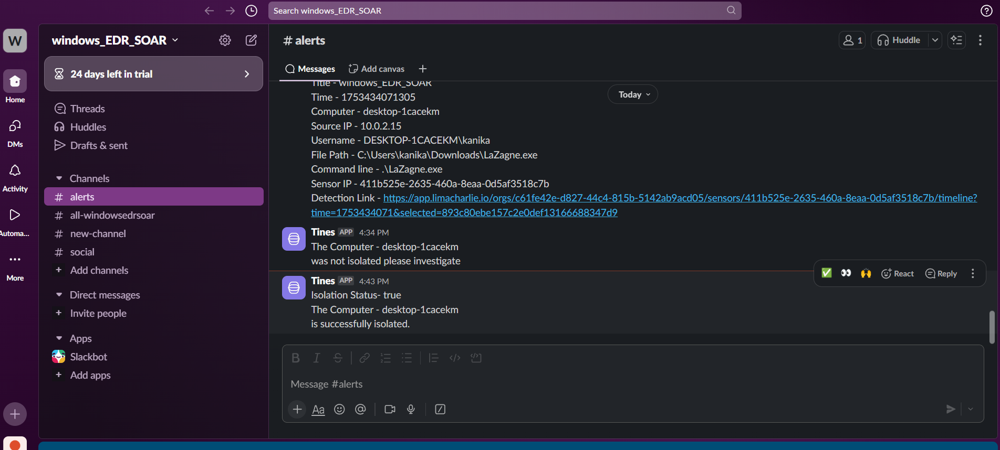 Search windows_EDR_SOAR
W
windows_EDR_SOAR
24 days left in trial
Home
DMs
Activity
Automa...
More
Threads
Huddles
Drafts & sent
Channels
# alerts
# all-windowsedrsoar
# new-channel
# social
+ Add channels
Direct messages
+ Invite people
Apps
Slackbot
+ Add apps
# alerts
1
Huddle
Messages
Add canvas
Today
Title - windows_EDR_SOAR
Time - 1753434071305
Computer - desktop-1cacekm
Source IP - 10.0.2.15
Username - DESKTOP-1CACEKM\kanika
File Path - C:\Users\kanika\Downloads\LaZagne.exe
Command line - .\LaZagne.exe
Sensor IP - 411b525e-2635-460a-8eaa-0d5af3518c7b
Detection Link - https://app.limacharlie.io/orgs/c61fe42e-d827-44c4-815b-5142ab9acd05/sensors/411b525e-2635-460a-8eaa-0d5af3518c7b/timeline?
time=1753434071&selected=893c80ebe157c2e0def13166688347d9
Tines APP 4:34 PM
The Computer - desktop-1cacekm
was not isolated please investigate
React
Reply
Tines APP 4:43 PM
Isolation Status- true
The Computer - desktop-1cacekm
is successfully isolated.
B I S
Message #alerts
Aa